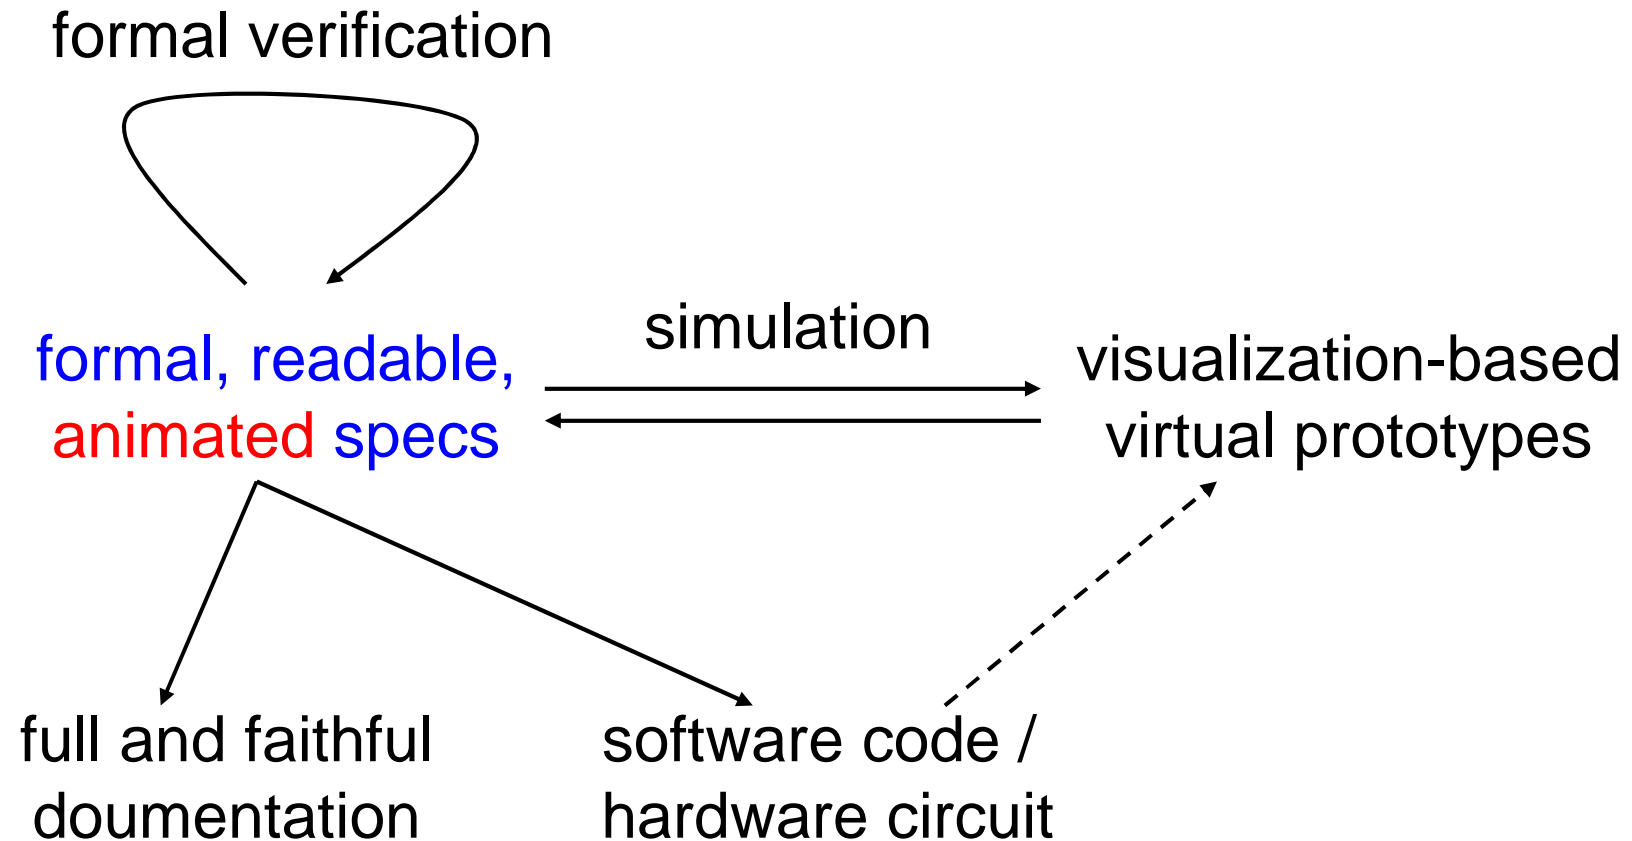 formal verification
simulation
formal, readable,
animated specs
visualization-based
virtual prototypes
full and faithful
doumentation
software code /
hardware circuit